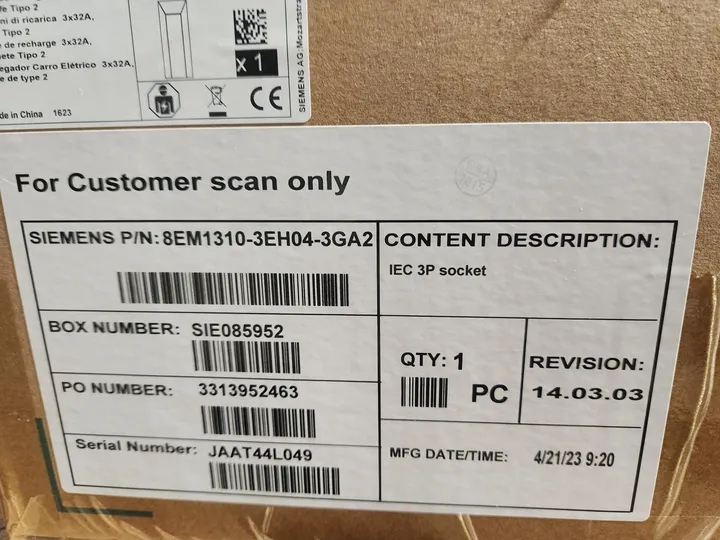 fe Tipo 2
ni di ricarica 3x32A,
Tipo 2
e de recharge 3x32A,
ete Tipo 2
egador Carro Elétrico 3x32A,
e de type 2
de in China 1623
x 1
CE
SIEMENS AG.Mozartstra
For Customer scan only
SIEMENS P/N: 8EM1310-3EH04-3GA2
CONTENT DESCRIPTION:
IEC 3P socket
BOX NUMBER: SIE085952
QTY: 1
PC
REVISION:
14.03.03
PO NUMBER: 3313952463
Serial Number: JAAT44L049
MFG DATE/TIME: 4/21/23 9:20